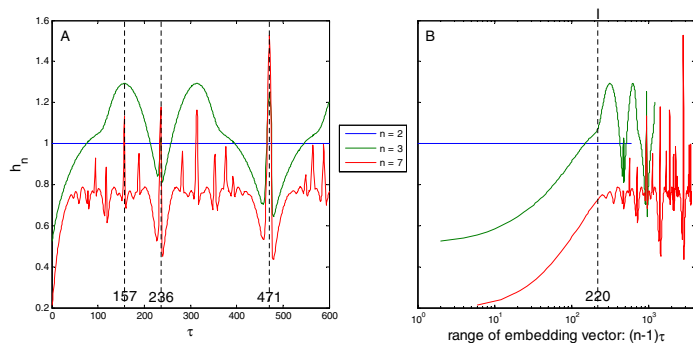 A
B
h_n
1.6
1.4
1.2
1
0.8
0.6
0.4
0.2
157
236
471
0 100 200 300 400 500 600
τ
n = 2
n = 3
n = 7
220
10^0 10^1 10^2 10^3
range of embedding vector: (n-1)τ